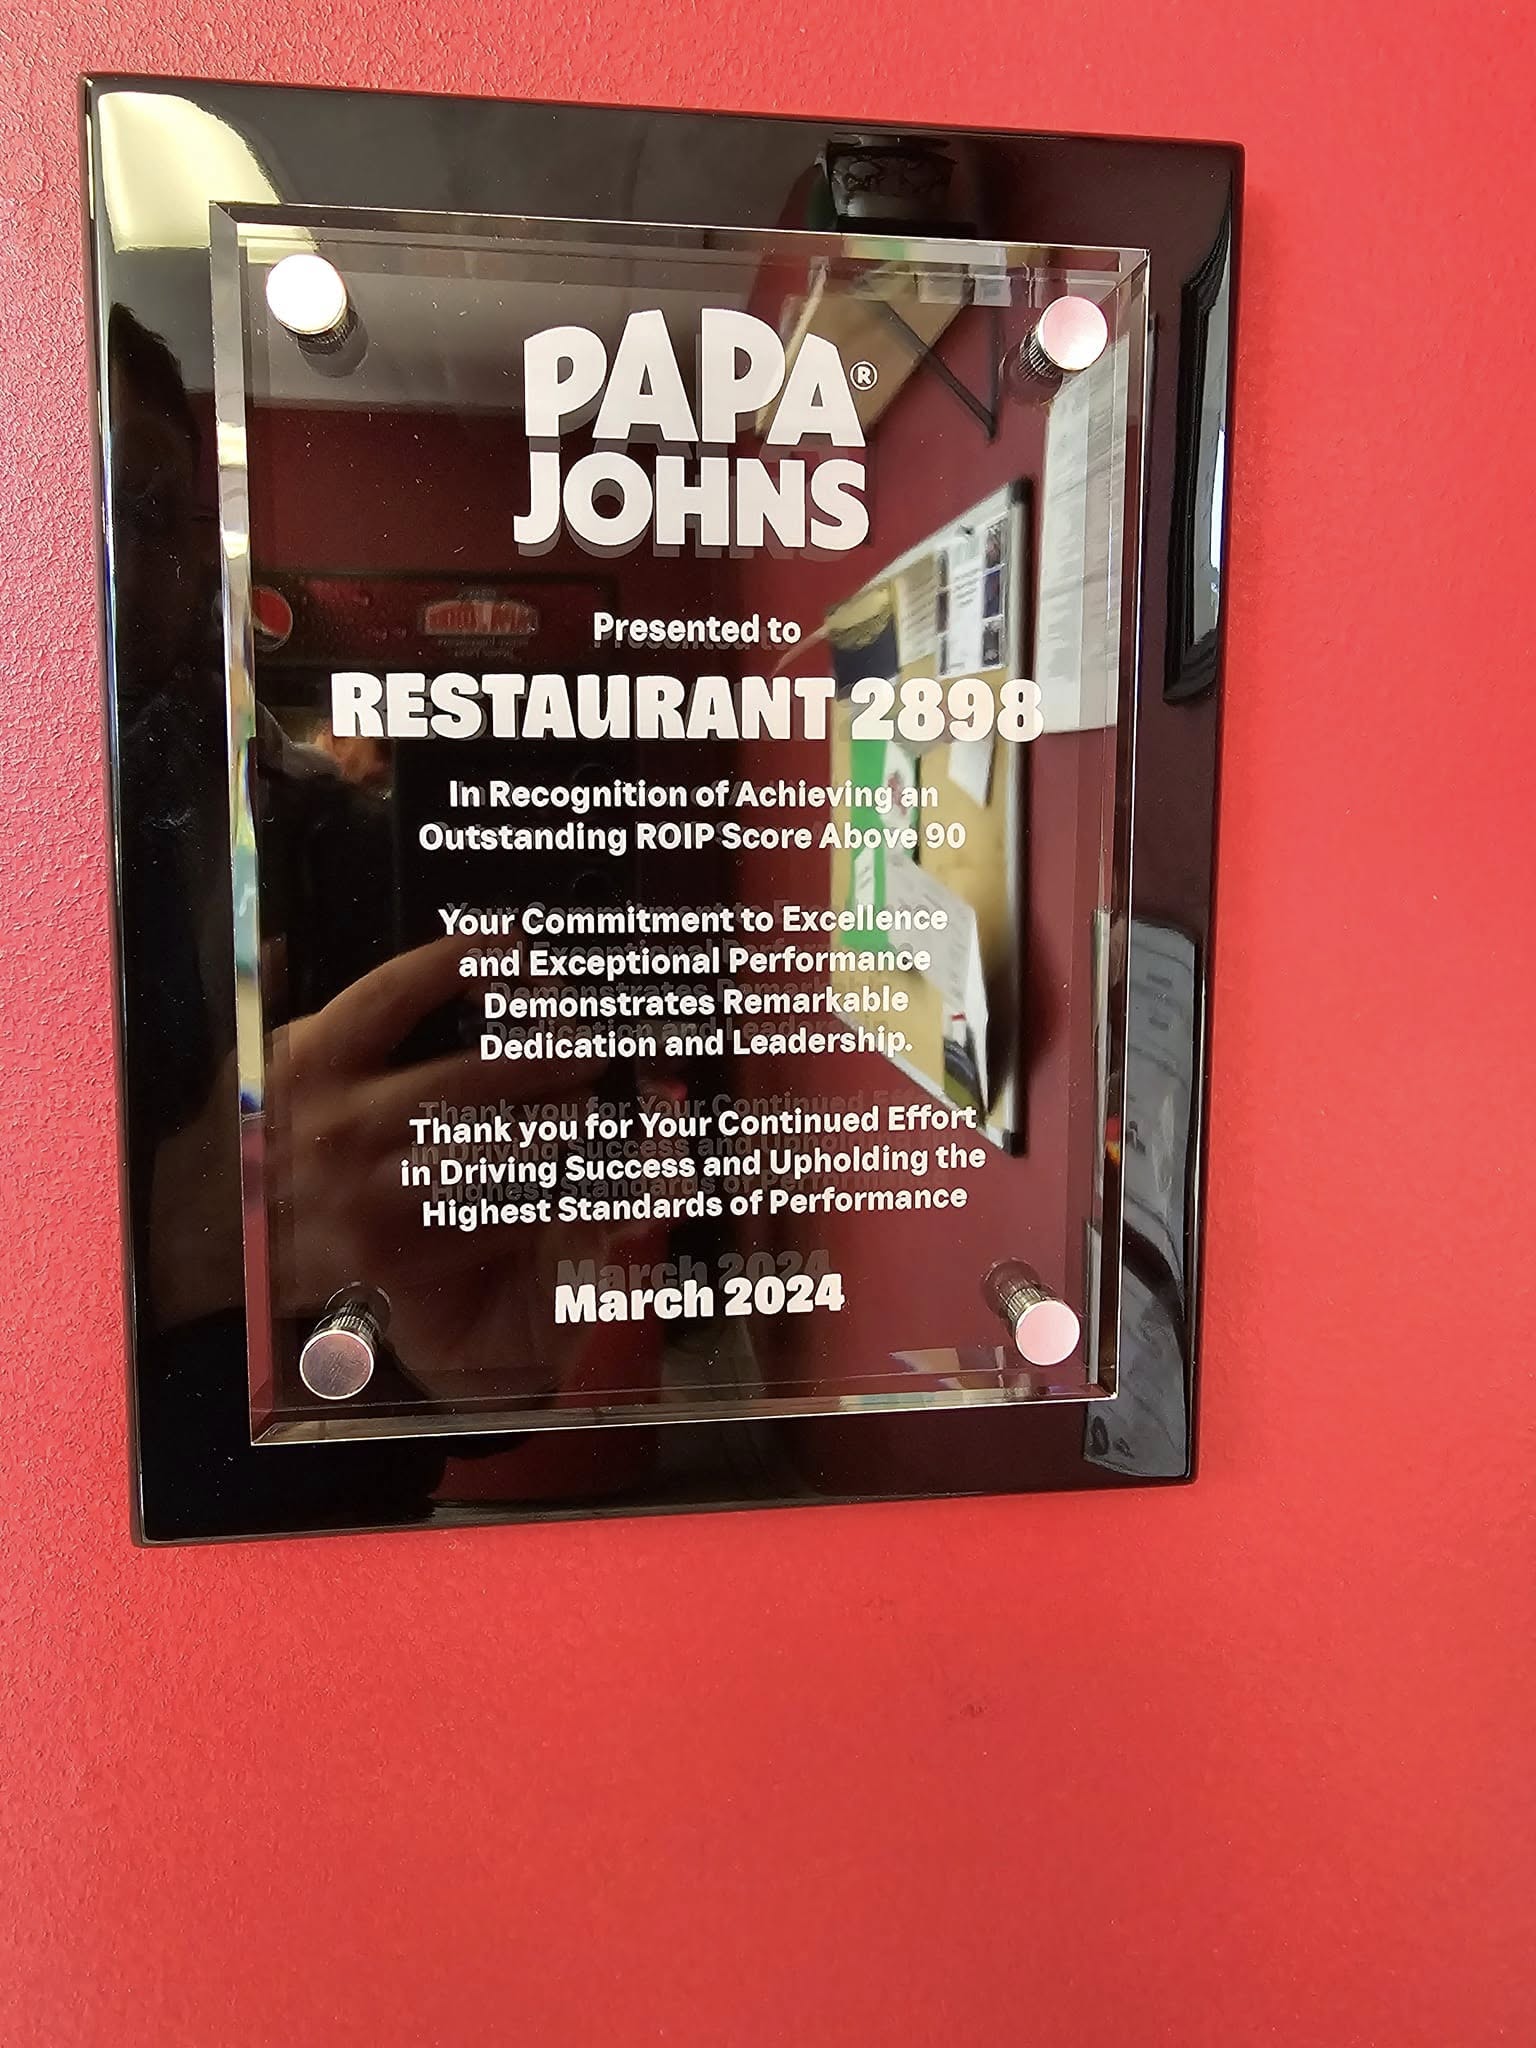 PAPA®
JOHNS
Presented to
RESTAURANT 2898
In Recognition of Achieving an
Outstanding ROIP Score Above 90
Your Commitment to Excellence
and Exceptional Performance
Demonstrates Remarkable
Dedication and Leadership.
Thank you for Your Continued Effort
in Driving Success and Upholding the
Highest Standards of Performance
March 2024